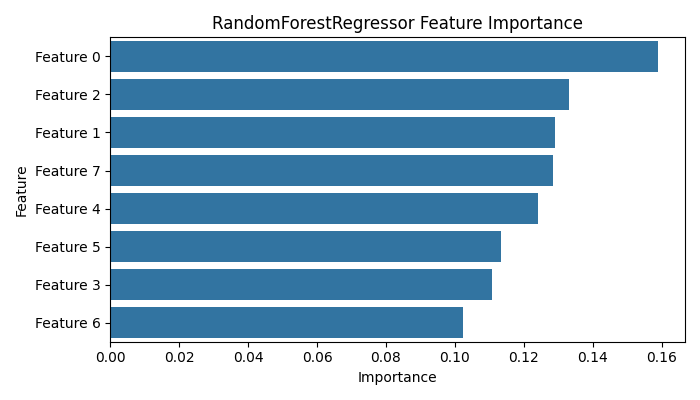 RandomForestRegressor Feature Importance
Feature
Feature 0
Feature 2
Feature 1
Feature 7
Feature 4
Feature 5
Feature 3
Feature 6
0.00 0.02 0.04 0.06 0.08 0.10 0.12 0.14 0.16
Importance